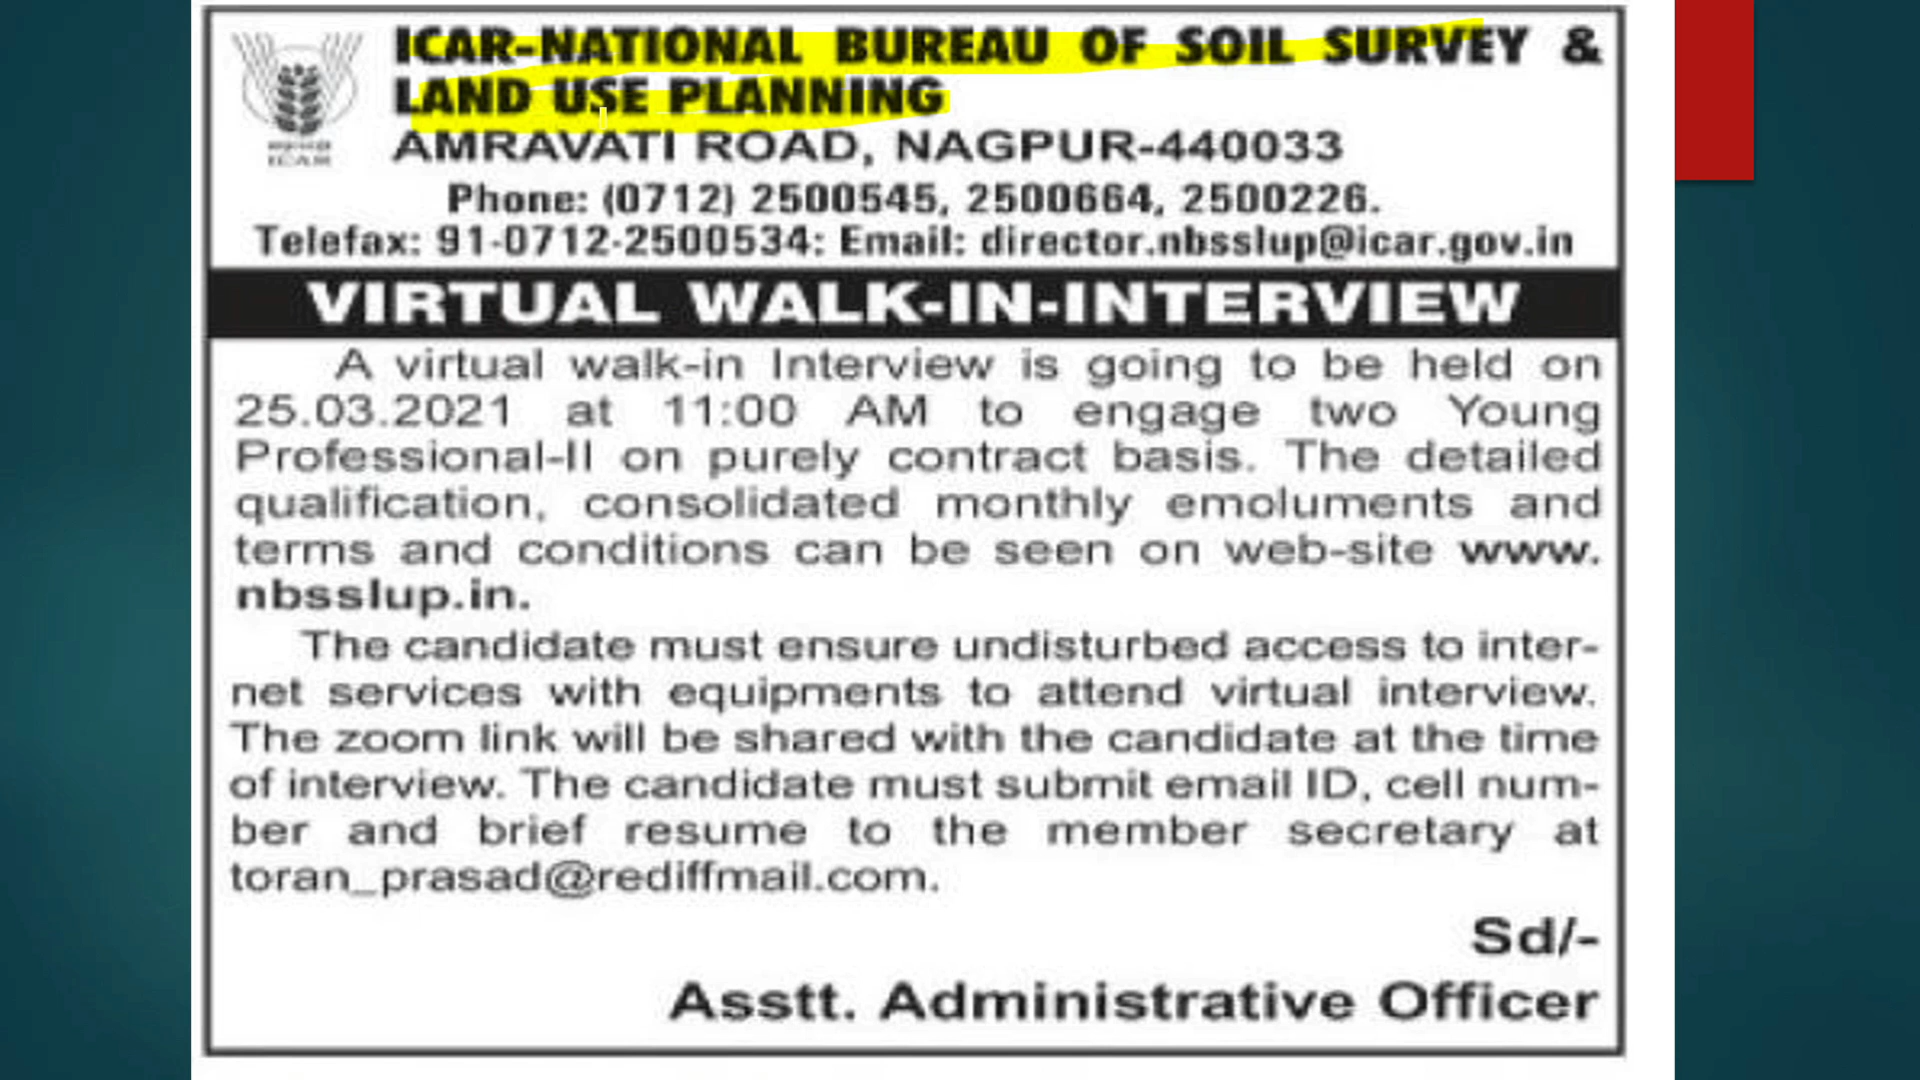 ICAR-NATIONAL BUREAU OF SOIL SURVEY &
LAND USE PLANNING
AMRAVATI ROAD, NAGPUR-440033
Phone: (0712) 2500545, 2500664, 2500226.
Telefax: 91-0712-2500534: Email: director.nbsslup@icar.gov.in
ICAR
VIRTUAL WALK-IN-INTERVIEW
A virtual walk-in Interview is going to be held on
25.03.2021 at 11:00 AM to engage two Young
Professional-II on purely contract basis. The detailed
qualification, consolidated monthly emoluments and
terms and conditions can be seen on web-site www.
nbsslup.in.
The candidate must ensure undisturbed access to inter-
net services with equipments to attend virtual interview.
The zoom link will be shared with the candidate at the time
of interview. The candidate must submit email ID, cell num-
ber and brief resume to the member secretary at
toran_prasad@rediffmail.com.
Sd/-
Asstt. Administrative Officer